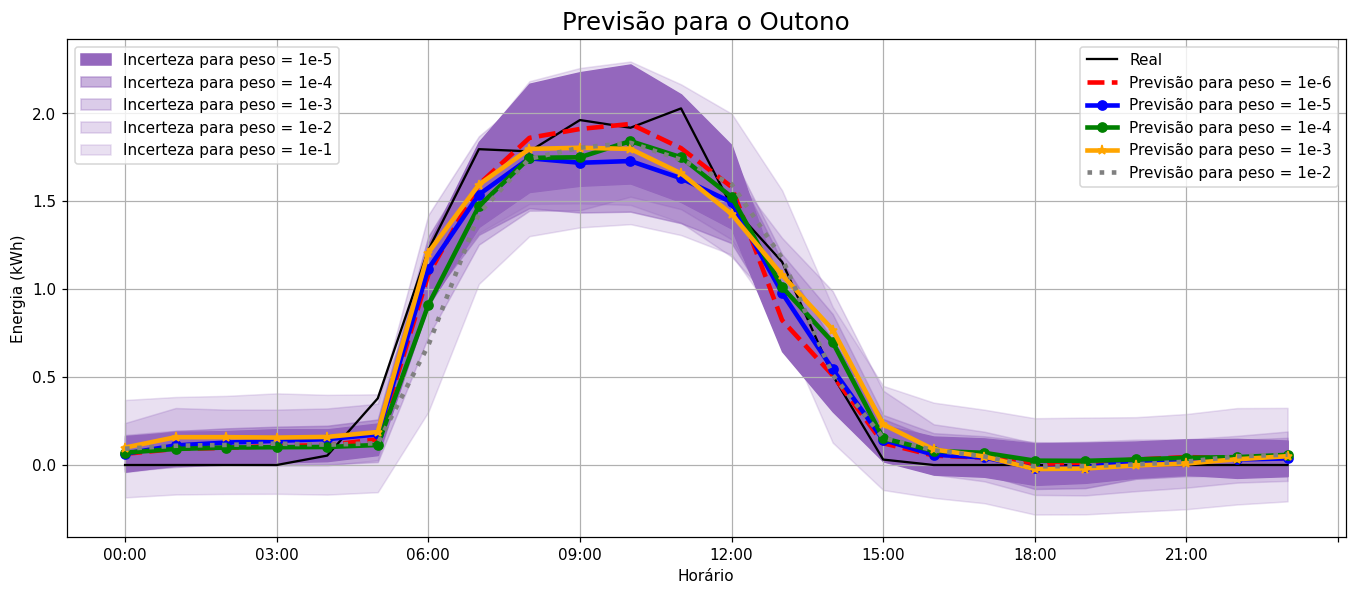 Previsão para o Outono
Incerteza para peso = 1e-5
Incerteza para peso = 1e-4
Incerteza para peso = 1e-3
Incerteza para peso = 1e-2
Incerteza para peso = 1e-1
Real
Previsão para peso = 1e-6
Previsão para peso = 1e-5
Previsão para peso = 1e-4
Previsão para peso = 1e-3
Previsão para peso = 1e-2
Energia (kWh)
2.0
1.5
1.0
0.5
0.0
00:00 03:00 06:00 09:00 12:00 15:00 18:00 21:00
Horário